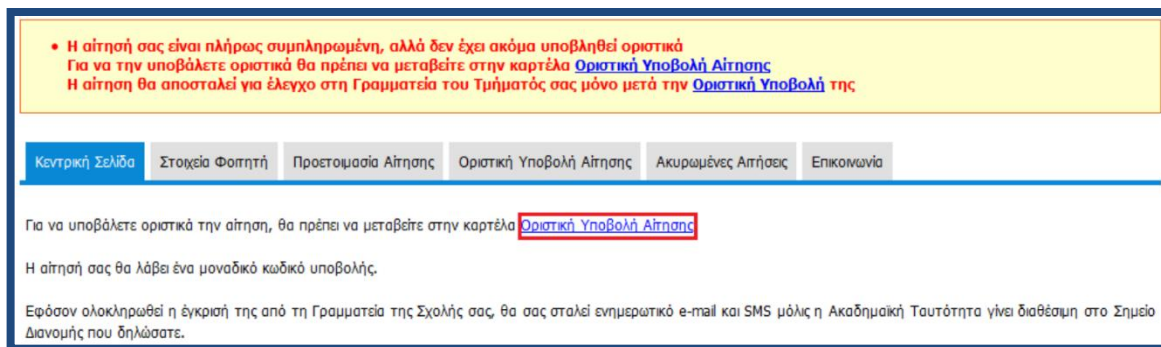 • Η αίτησή σας είναι πλήρως συμπληρωμένη, αλλά δεν έχει ακόμα υποβληθεί οριστικά
Για να την υποβάλετε οριστικά θα πρέπει να μεταβείτε στην καρτέλα Οριστική Υποβολή Αίτησης
Η αίτηση θα αποσταλεί για έλεγχο στη Γραμματεία του Τμήματός σας μόνο μετά την Οριστική Υποβολή της
Κεντρική Σελίδα Στοιχεία Φοιτητή Προετοιμασία Αίτησης Οριστική Υποβολή Αίτησης Ακυρωμένες Αιτήσεις Επικοινωνία
Για να υποβάλετε οριστικά την αίτηση, θα πρέπει να μεταβείτε στην καρτέλα Οριστική Υποβολή Αίτησης
Η αίτησή σας θα λάβει ένα μοναδικό κωδικό υποβολής.
Εφόσον ολοκληρωθεί η έγκρισή της από τη Γραμματεία της Σχολής σας, θα σας σταλεί ενημερωτικό e-mail και SMS μόλις η Ακαδημαϊκή Ταυτότητα γίνει διαθέσιμη στο Σημείο
Διανομής που δηλώσατε.